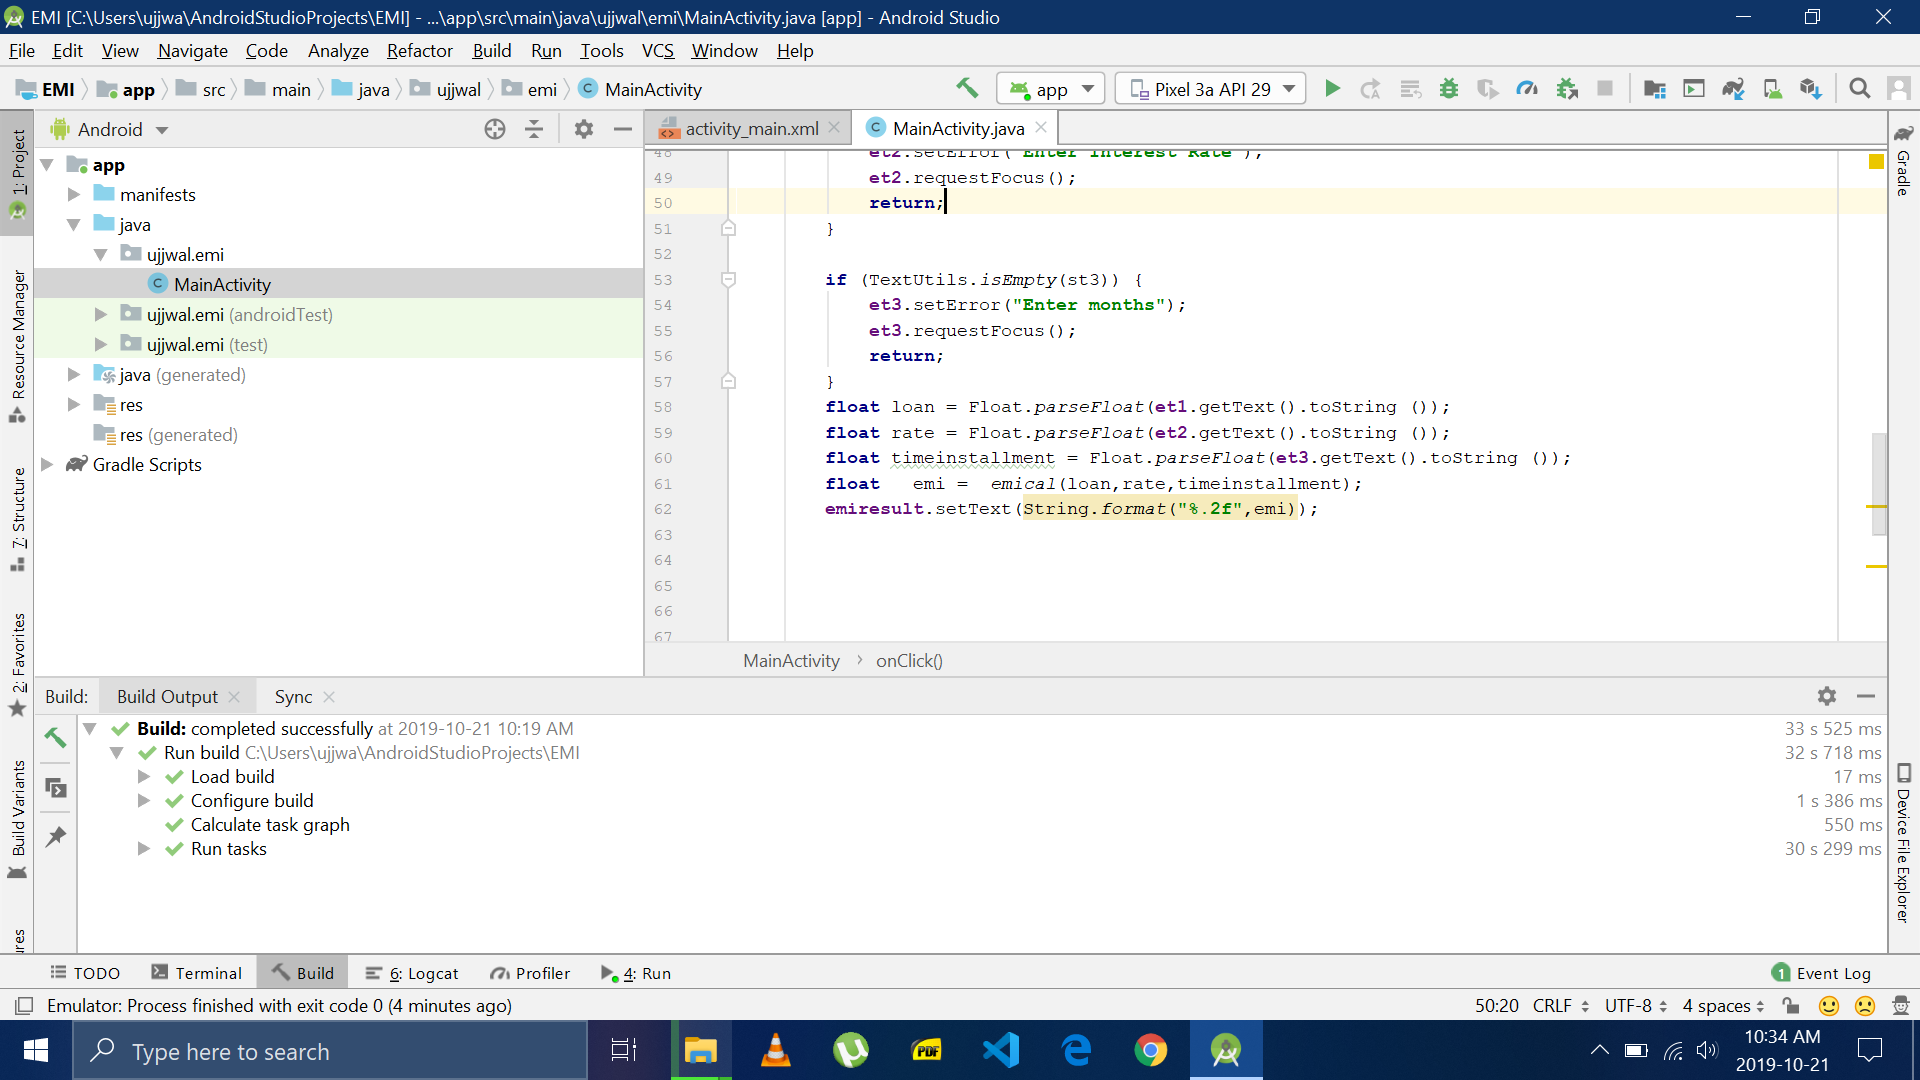 EMI [C:\Users\ujjwa\AndroidStudioProjects\EMI] - ...\app\src\main\java\ujjwal\emi\MainActivity.java [app] - Android Studio
File Edit View Navigate Code Analyze Refactor Build Run Tools VCS Window Help
EMI app src main java ujjwal emi MainActivity app Pixel 3a API 29
Android
activity_main.xml MainActivity.java
1: Project
Resource Manager
7: Structure
2: Favorites
Build Variants
app
manifests
java
ujjwal.emi
MainActivity
ujjwal.emi (androidTest)
ujjwal.emi (test)
java (generated)
res
res (generated)
Gradle Scripts
48 et2.setError("Enter Interest Rate");
49 et2.requestFocus();
50 return;
51 }
52
53 if (TextUtils.isEmpty(st3)) {
54 et3.setError("Enter months");
55 et3.requestFocus();
56 return;
57 }
58 float loan = Float.parseFloat(et1.getText().toString ());
59 float rate = Float.parseFloat(et2.getText().toString ());
60 float timeinstallment = Float.parseFloat(et3.getText().toString ());
61 float   emi =  emical(loan,rate,timeinstallment);
62 emiresult.setText(String.format("%.2f",emi));
63
64
65
66
67
MainActivity > onClick()
Gradle
Device File Explorer
Build: Build Output Sync
Build: completed successfully at 2019-10-21 10:19 AM 33 s 525 ms
Run build C:\Users\ujjwa\AndroidStudioProjects\EMI 32 s 718 ms
Load build 17 ms
Configure build 1 s 386 ms
Calculate task graph 550 ms
Run tasks 30 s 299 ms
TODO Terminal Build 6: Logcat Profiler 4: Run 1 Event Log
Emulator: Process finished with exit code 0 (4 minutes ago) 50:20 CRLF UTF-8 4 spaces
Type here to search
PDF
10:34 AM
2019-10-21